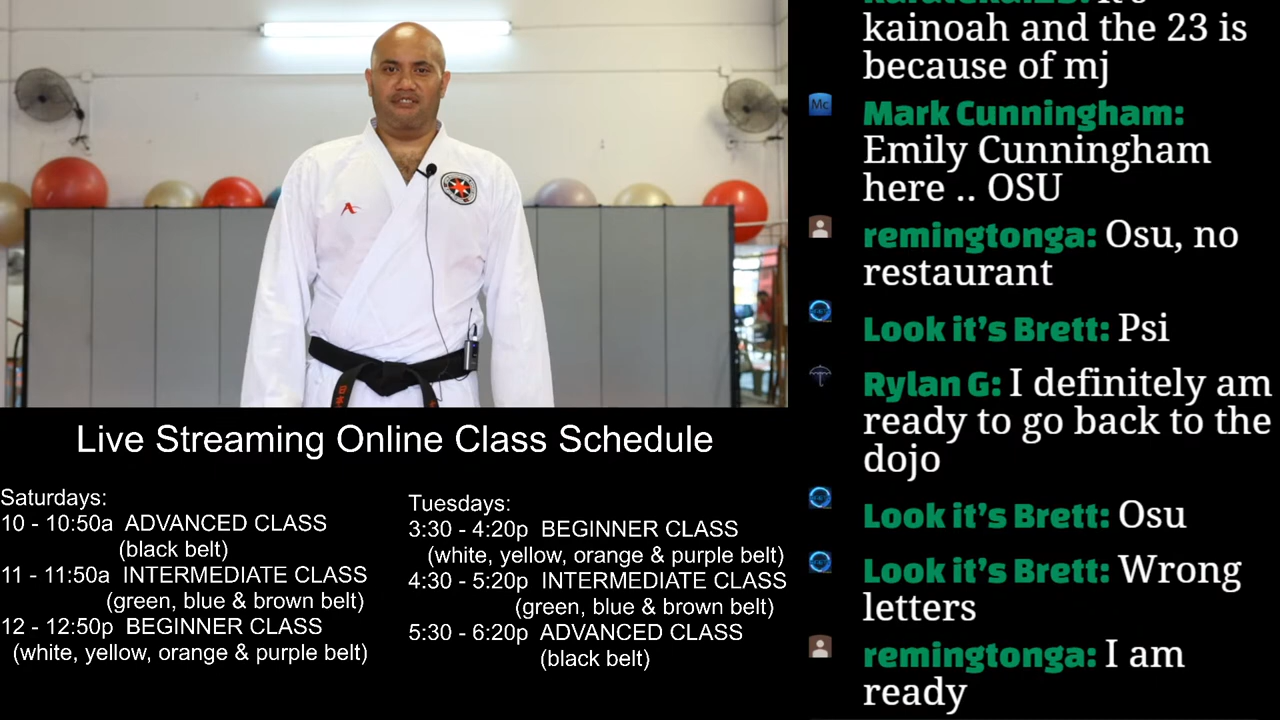 Live Streaming Online Class Schedule
Saturdays:
10 - 10:50a ADVANCED CLASS
(black belt)
11 - 11:50a INTERMEDIATE CLASS
(green, blue & brown belt)
12 - 12:50p BEGINNER CLASS
(white, yellow, orange & purple belt)
Tuesdays:
3:30 - 4:20p BEGINNER CLASS
(white, yellow, orange & purple belt)
4:30 - 5:20p INTERMEDIATE CLASS
(green, blue & brown belt)
5:30 - 6:20p ADVANCED CLASS
(black belt)
kainoah and the 23 is
because of mj
Mc
Mark Cunningham:
Emily Cunningham
here .. OSU
remingtonga: Osu, no
restaurant
Look it's Brett: Psi
Rylan G: I definitely am
ready to go back to the
dojo
Look it's Brett: Osu
Look it's Brett: Wrong
letters
remingtonga: I am
ready